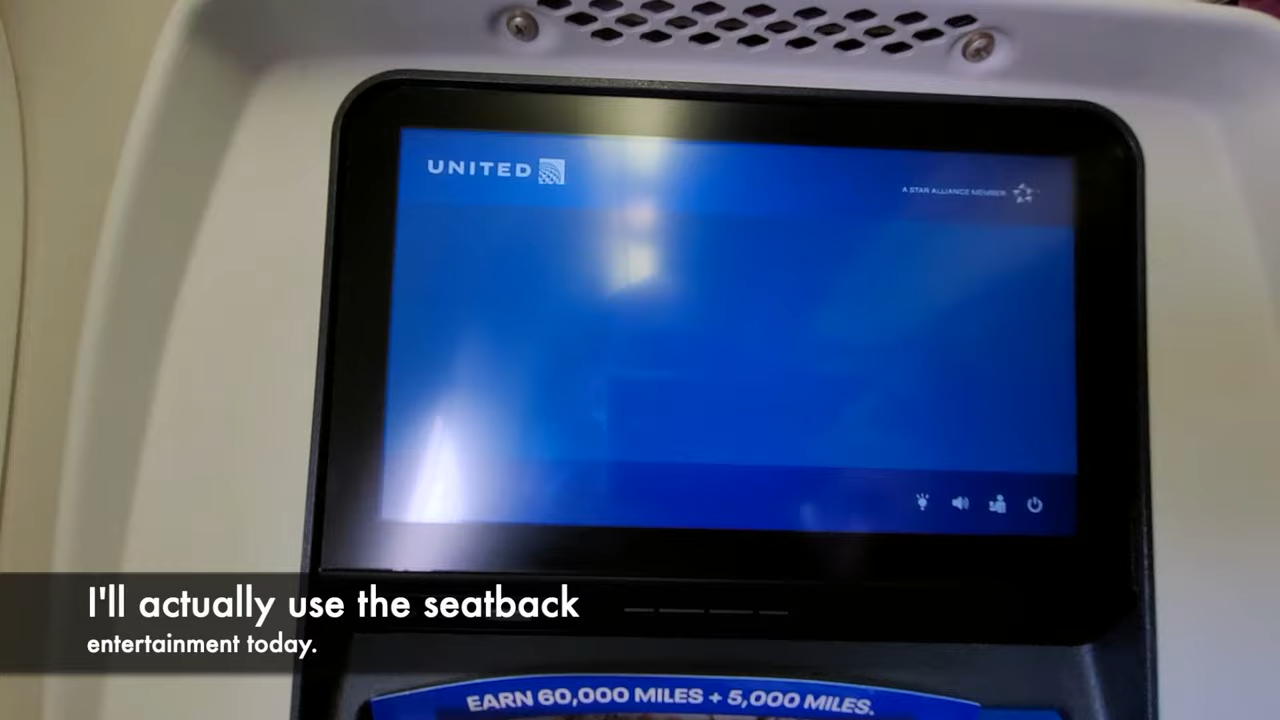 UNITED
A STAR ALLIANCE MEMBER
I'll actually use the seatback
entertainment today.
EARN 60,000 MILES + 5,000 MILES.